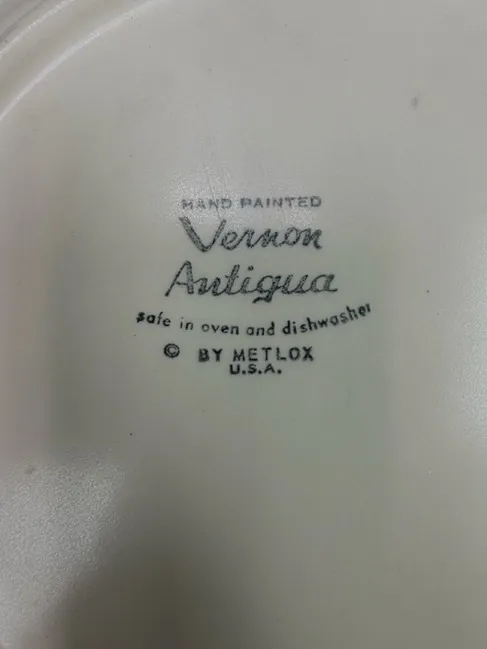 HAND PAINTED
Vernon
Antigua
safe in oven and dishwasher
© BY METLOX
U.S.A.